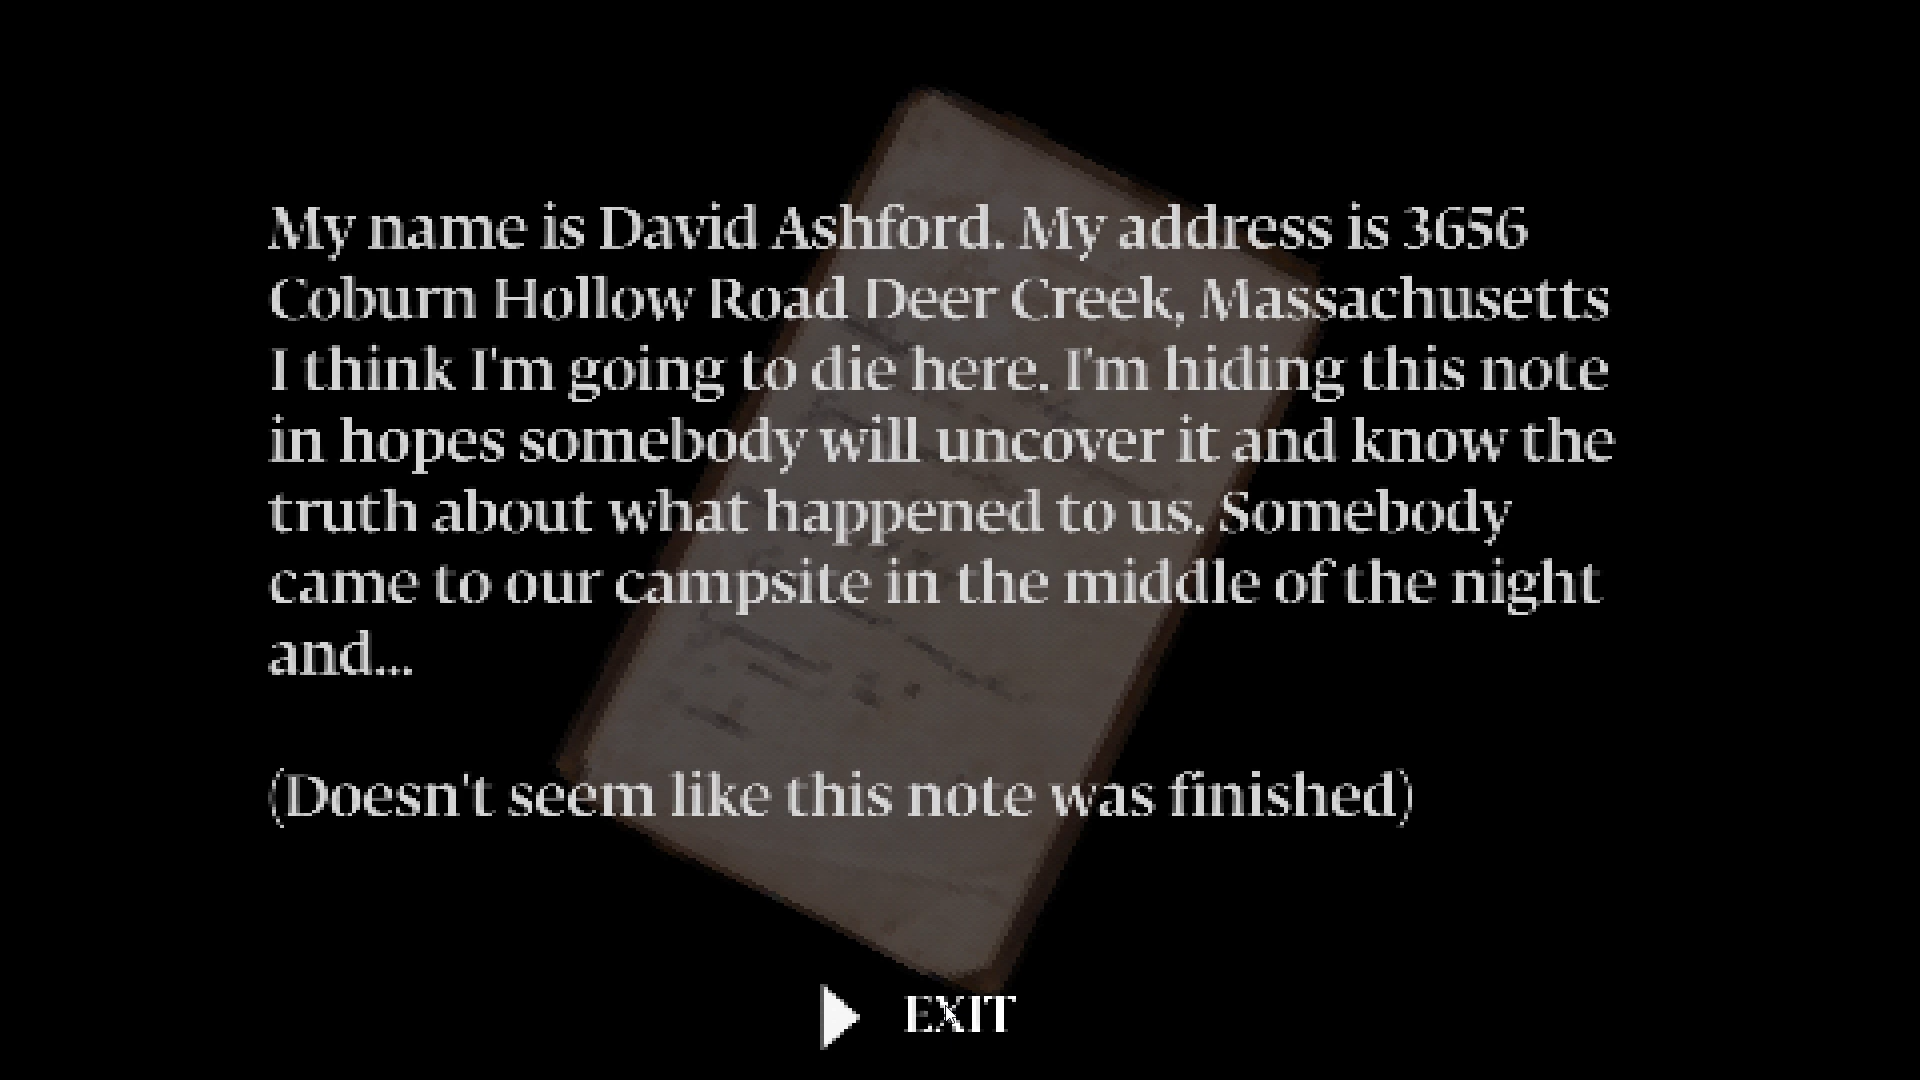 My name is David Ashford. My address is 3656
Coburn Hollow Road Deer Creek, Massachusetts
I think I'm going to die here. I'm hiding this note
in hopes somebody will uncover it and know the
truth about what happened to us. Somebody
came to our campsite in the middle of the night
and...
(Doesn't seem like this note was finished)
EXIT